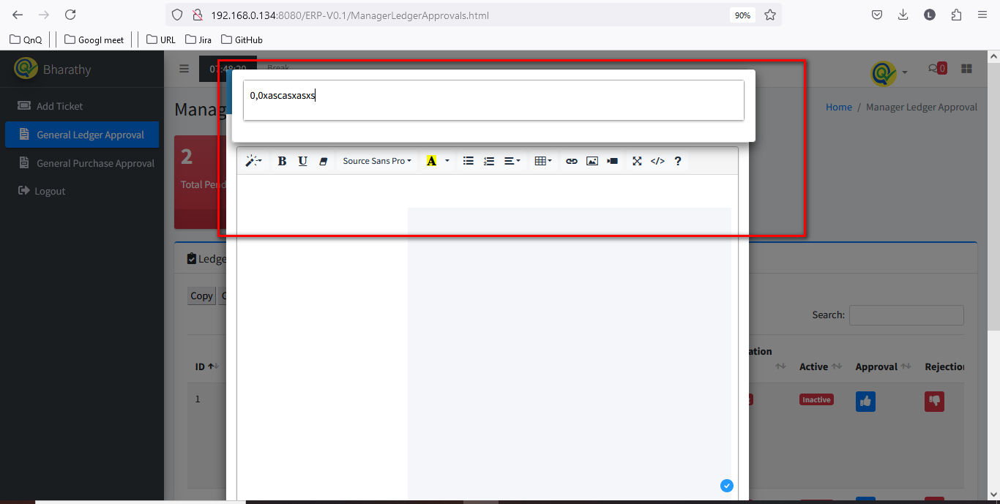 192.168.0.134:8080/ERP-V0.1/ManagerLedgerApprovals.html
90%
L
QnQ
Googl meet
URL
Jira
GitHub
Bharathy
07:48:20
Break
0
Add Ticket
General Ledger Approval
General Purchase Approval
Logout
Manag
Home / Manager Ledger Approval
0,0xascasxasxs
2
Total Pend
B U Source Sans Pro A </> ?
Ledge
Copy
Search:
ID
ation
Active
Approval
Rejection
1
Inactive